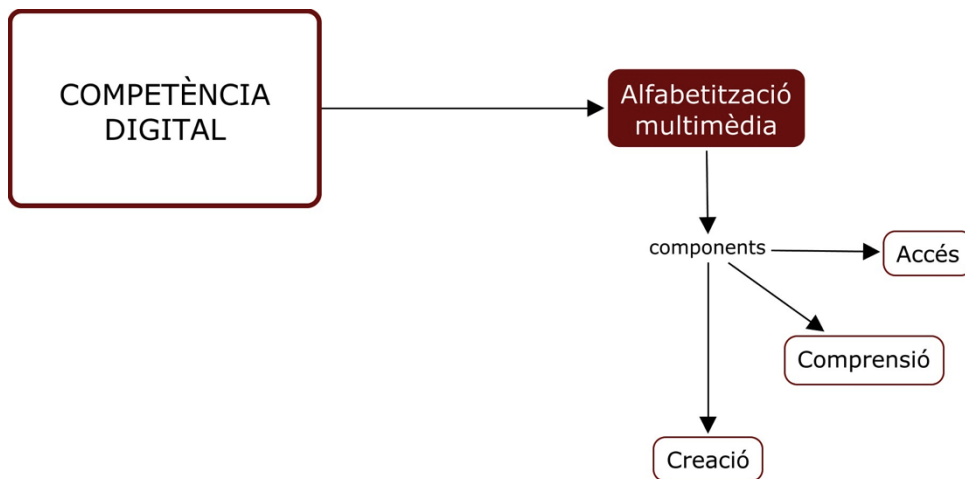 COMPETÈNCIA
DIGITAL
Alfabetització
multimèdia
components
Accés
Comprensió
Creació